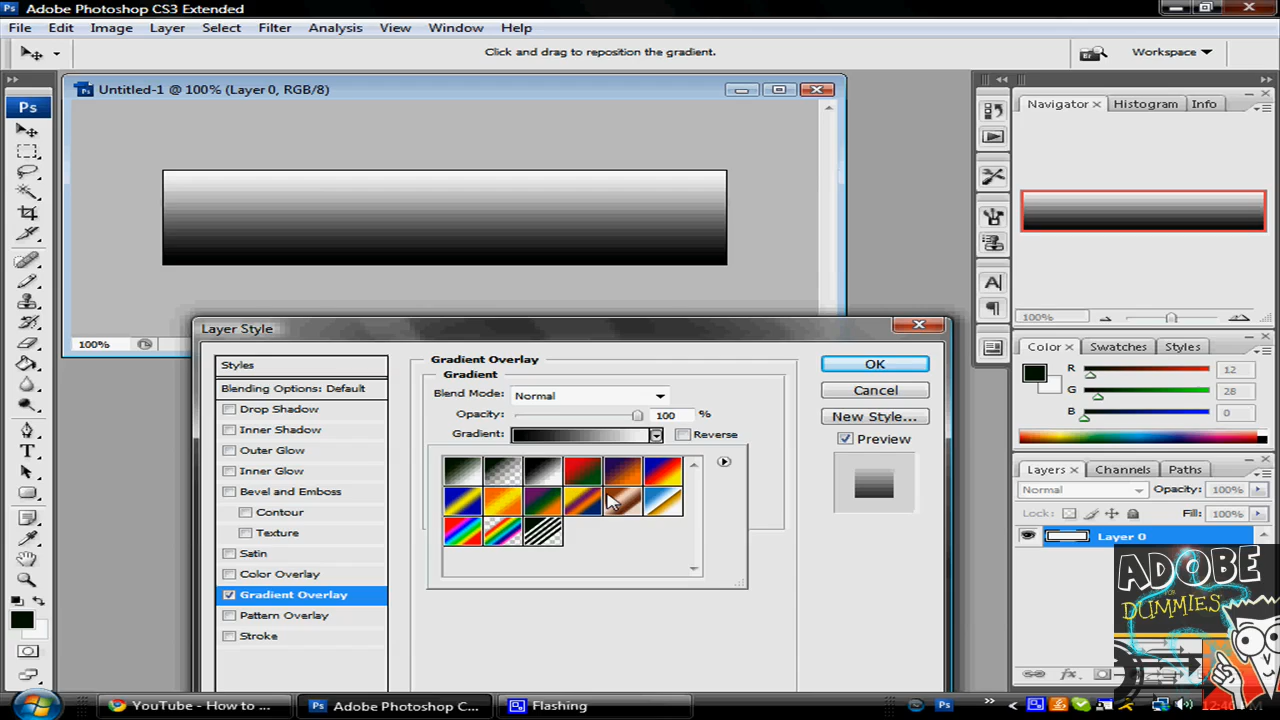 Ps Adobe Photoshop CS3 Extended
File Edit Image Layer Select Filter Analysis View Window Help
Click and drag to reposition the gradient.
Workspace
Ps
Untitled-1 @ 100% (Layer 0, RGB/8)
100%
Layer Style
Styles
Blending Options: Default
Drop Shadow
Inner Shadow
Outer Glow
Inner Glow
Bevel and Emboss
Contour
Texture
Satin
Color Overlay
Gradient Overlay
Pattern Overlay
Stroke
Gradient Overlay
Gradient
Blend Mode: Normal
Opacity: 100 %
Gradient: Reverse
OK
Cancel
New Style...
Preview
Navigator × Histogram Info
100%
Color × Swatches Styles
R 12
G 28
B 0
Layers × Channels Paths
Normal Opacity: 100%
Lock: Fill: 100%
Layer 0
fx
ADOBE
FOR
DUMMIES
YouTube - How to ...
Ps Adobe Photoshop C...
Flashing
Ps